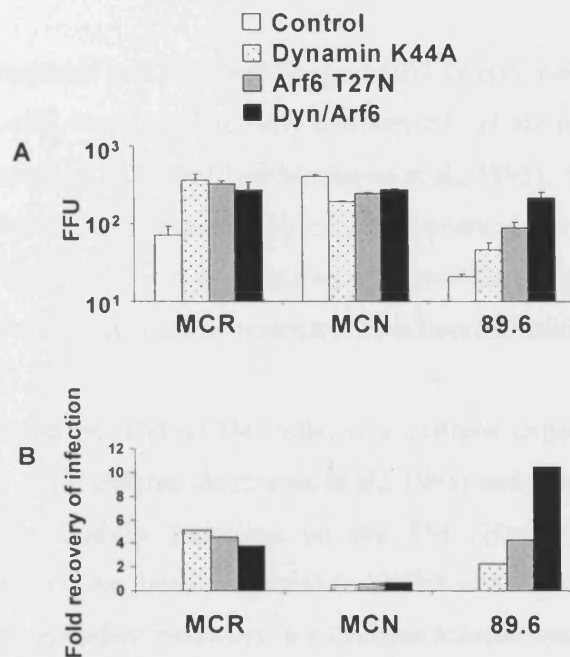 Control
Dynamin K44A
Arf6 T27N
Dyn/Arf6
A
FFU
10³
10²
10¹
MCR MCN 89.6
B
Fold recovery of infection
12
10
8
6
4
2
0
MCR MCN 89.6